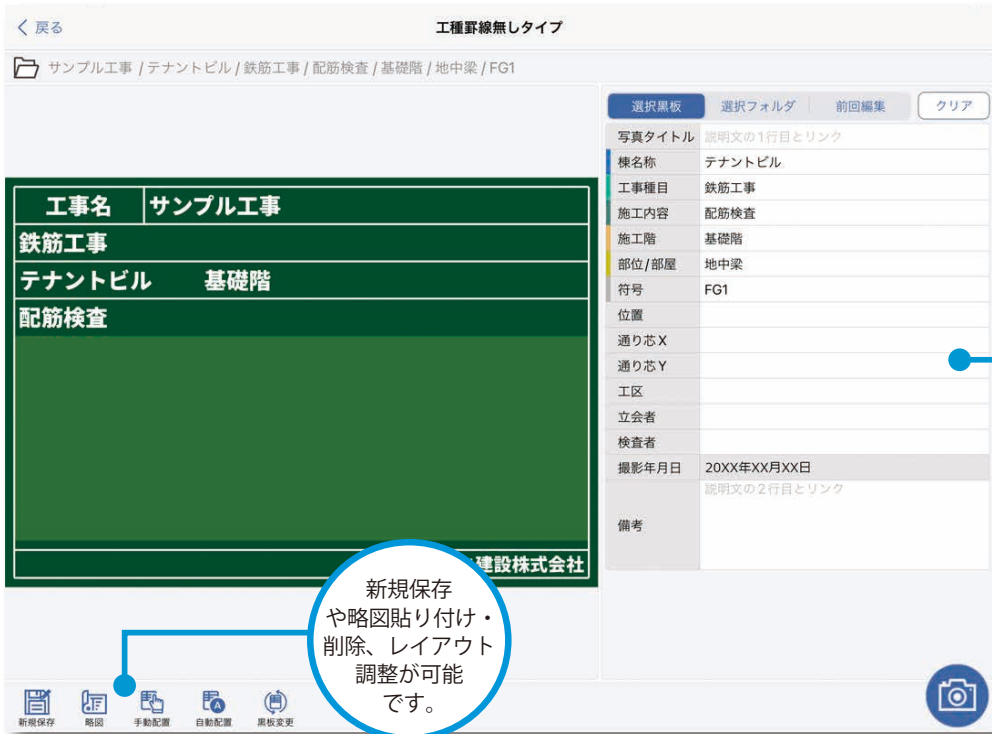 戻る
工種罫線無しタイプ
サンプル工事 / テナントビル / 鉄筋工事 / 配筋検査 / 基礎階 / 地中梁 / FG1
選択黒板 選択フォルダ 前回編集 クリア
写真タイトル 説明文の1行目とリンク
棟名称 テナントビル
工事種目 鉄筋工事
施工内容 配筋検査
施工階 基礎階
部位/部屋 地中梁
符号 FG1
位置
通り芯X
通り芯Y
工区
立会者
検査者
撮影年月日 20XX年XX月XX日
説明文の2行目とリンク
備考
工事名 サンプル工事
鉄筋工事
テナントビル 基礎階
配筋検査
建設株式会社
新規保存
や略図貼り付け・
削除、レイアウト
調整が可能
です。
新規保存 略図 手動配置 自動配置 黒板変更